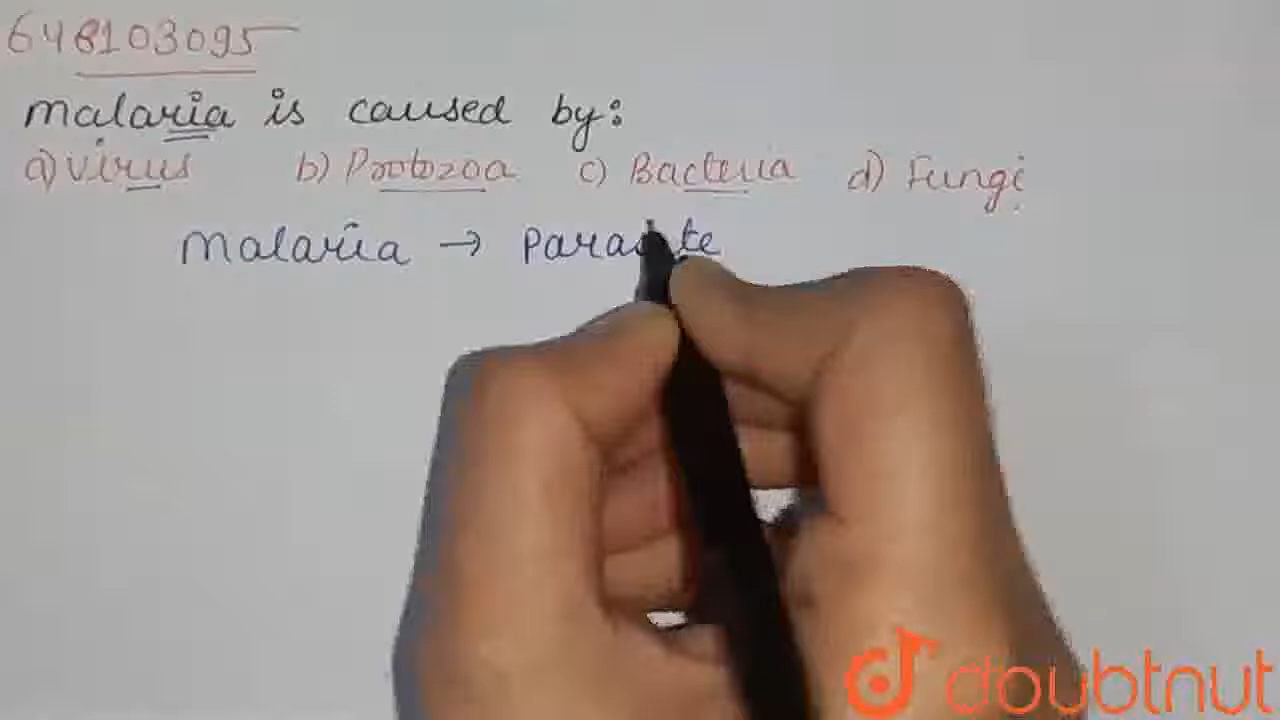 648103095
malaria is caused by:
a) virus b) Protozoa c) Bacteria d) Fungi
malaria → Parasite
doubtnut